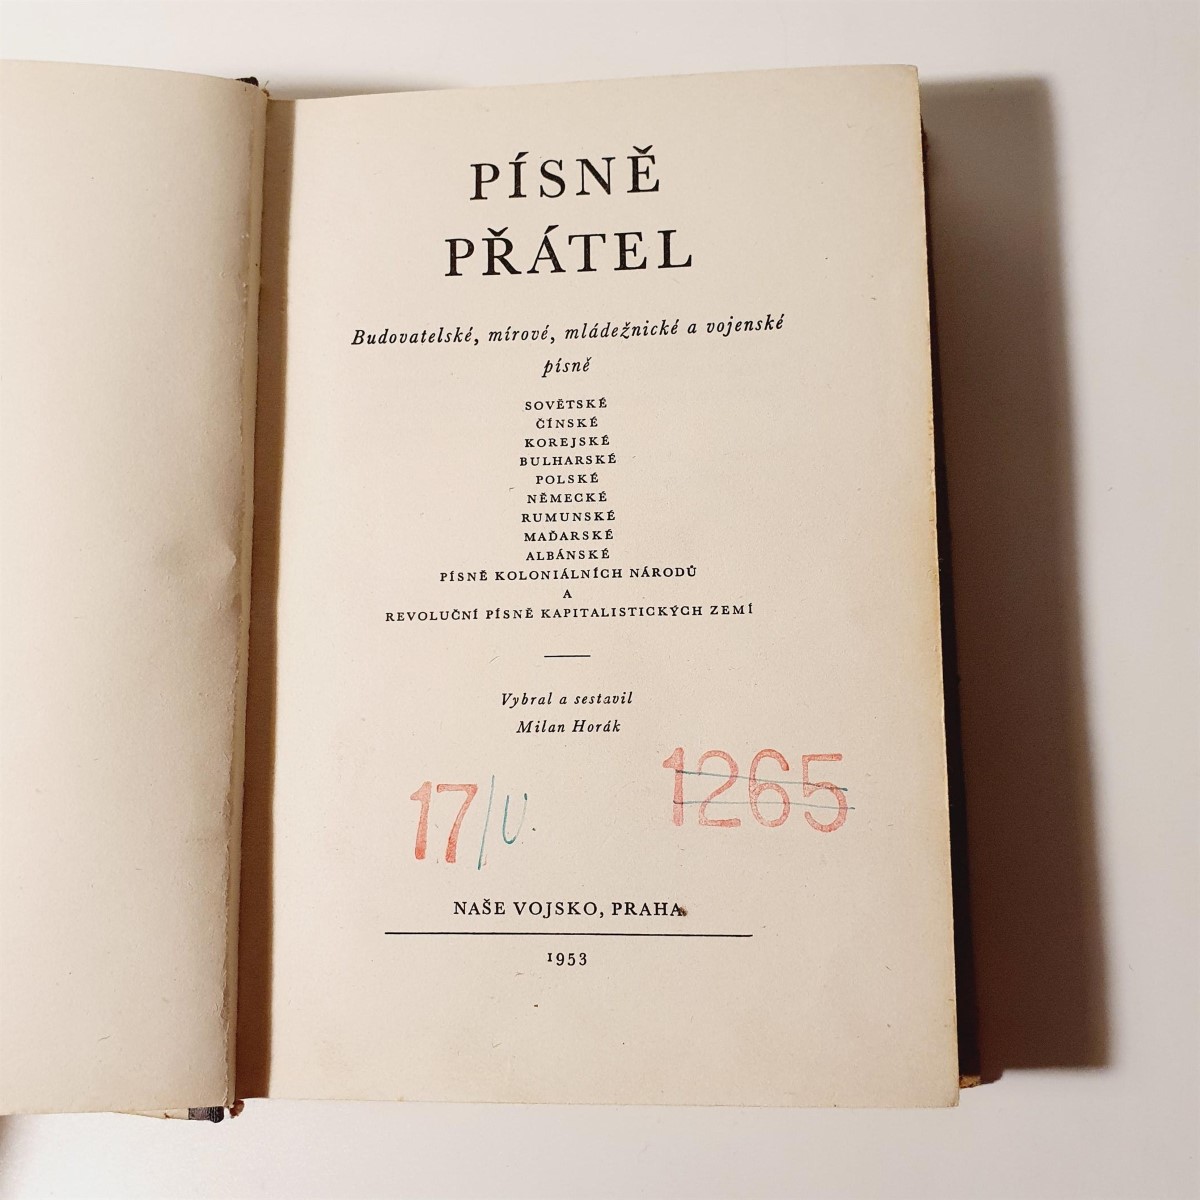 PÍSNĚ
PŘÁTEL
Budovatelské, mírové, mládežnické a vojenské
písně
SOVĚTSKÉ
ČÍNSKÉ
KOREJSKÉ
BULHARSKÉ
POLSKÉ
NĚMECKÉ
RUMUNSKÉ
MAĎARSKÉ
ALBÁNSKÉ
PÍSNĚ KOLONIÁLNÍCH NÁRODŮ
A
REVOLUČNÍ PÍSNĚ KAPITALISTICKÝCH ZEMÍ
Vybral a sestavil
Milan Horák
1265
17/U.
NAŠE VOJSKO, PRAHA
1953